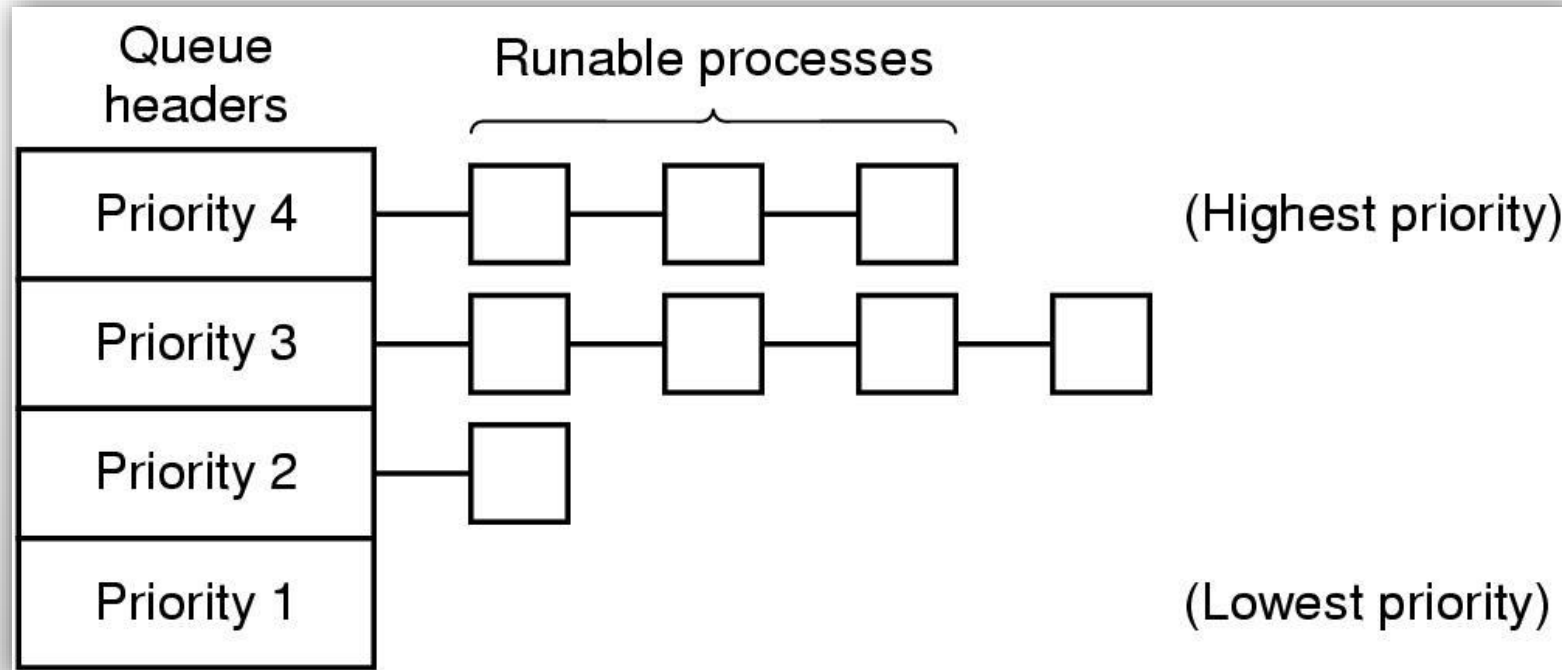 Queue
headers
Runable processes
Priority 4
(Highest priority)
Priority 3
Priority 2
Priority 1
(Lowest priority)